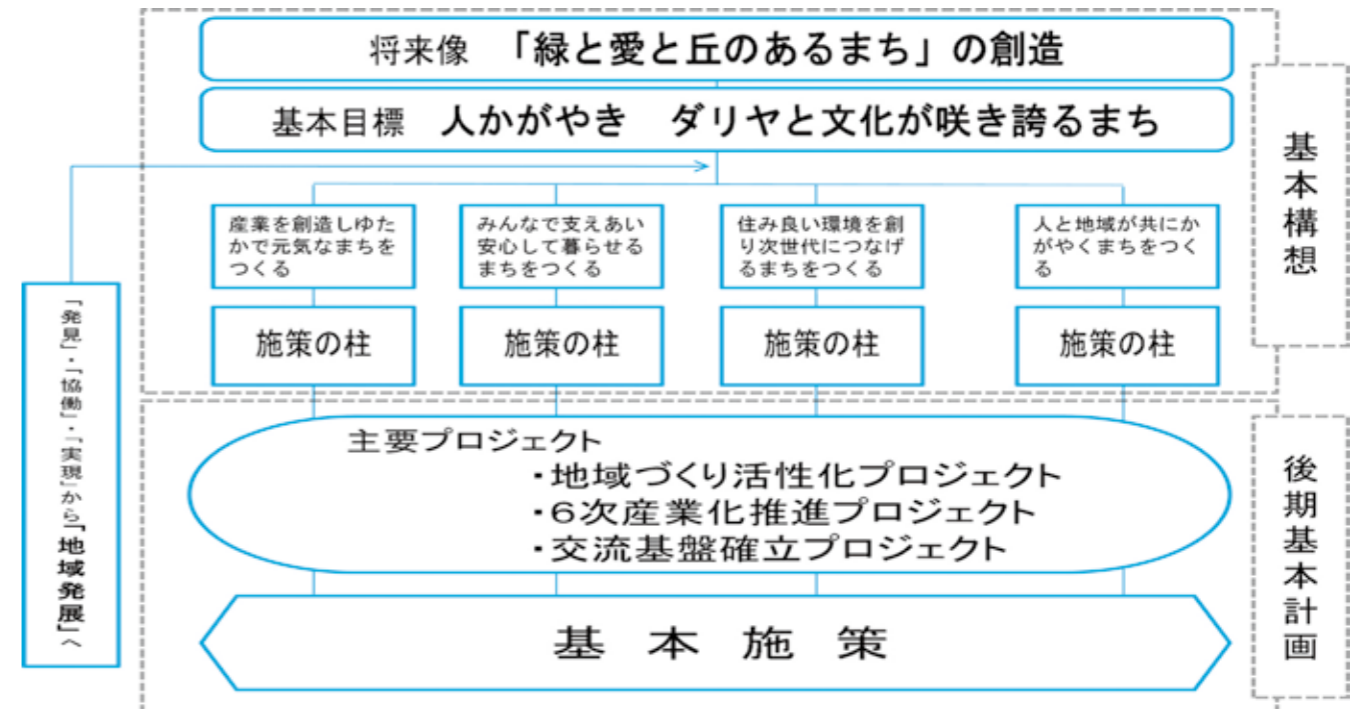 将来像 「緑と愛と丘のあるまち」の創造
基本目標 人かがやき ダリヤと文化が咲き誇るまち
基本構想
産業を創造しゆた
かで元気なまちを
つくる
みんなで支えあい
安心して暮らせる
まちをつくる
住み良い環境を創
り次世代につなげ
るまちをつくる
人と地域が共にか
がやくまちをつく
る
施策の柱
施策の柱
施策の柱
施策の柱
「発見」・「協働」・「実現」から「地域発展」へ
主要プロジェクト
・地域づくり活性化プロジェクト
・6次産業化推進プロジェクト
・交流基盤確立プロジェクト
後期基本計画
基本施策